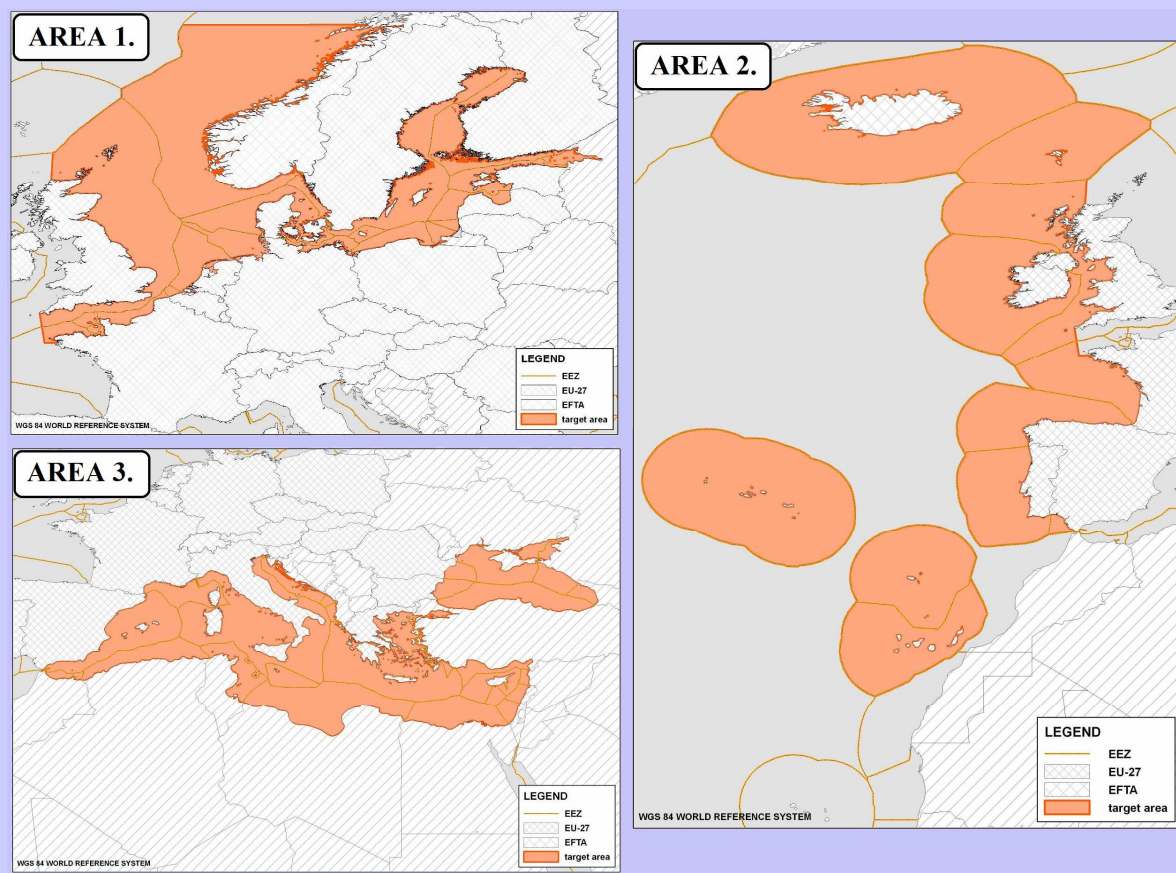 AREA 1.
LEGEND
EEZ
EU-27
EFTA
target area
WGS 84 WORLD REFERENCE SYSTEM
AREA 2.
LEGEND
EEZ
EU-27
EFTA
target area
WGS 84 WORLD REFERENCE SYSTEM
AREA 3.
LEGEND
EEZ
EU-27
EFTA
target area
WGS 84 WORLD REFERENCE SYSTEM